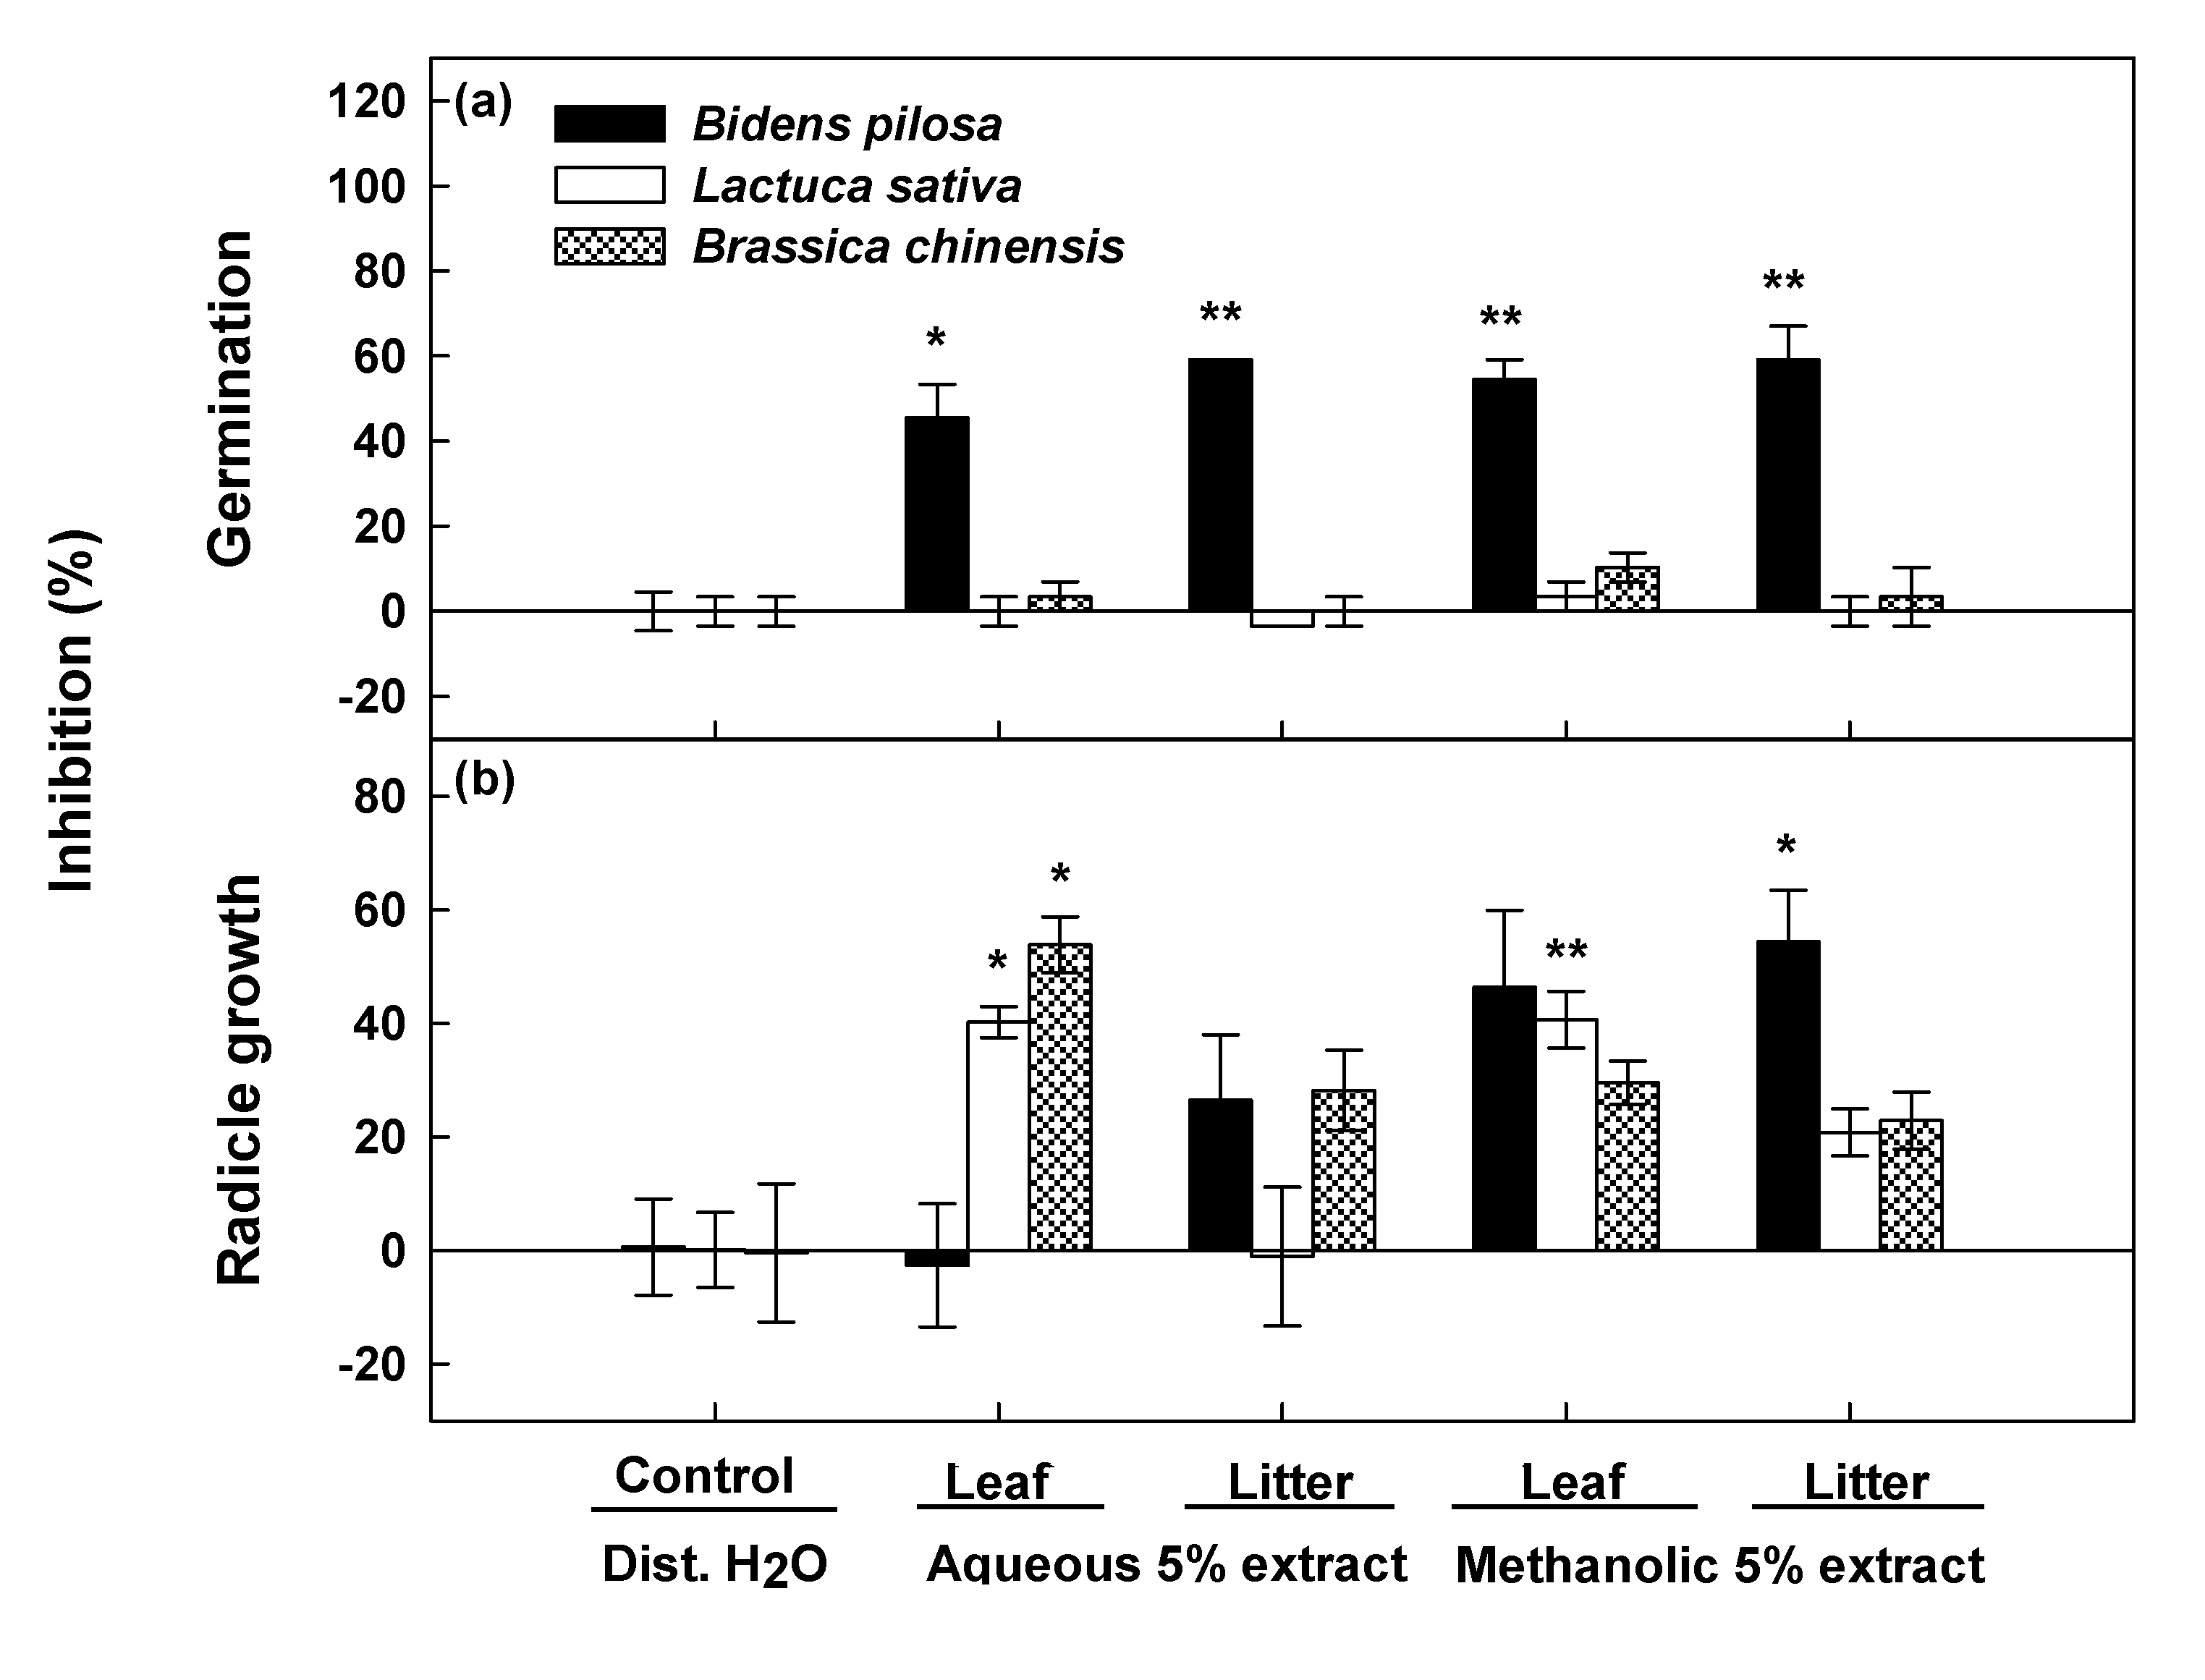 Inhibition (%)
Germination
120
100
80
60
40
20
0
-20
(a)
Bidens pilosa
Lactuca sativa
Brassica chinensis
*
**
**
**
Radicle growth
80
60
40
20
0
-20
(b)
*
*
**
*
Control Leaf Litter Leaf Litter
Dist. H2O Aqueous 5% extract Methanolic 5% extract